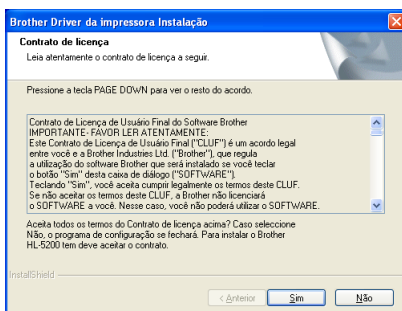 Brother Driver da impressora Instalação
Contrato de licença
Leia atentamente o contrato de licença a seguir.
Pressione a tecla PAGE DOWN para ver o resto do acordo.
Contrato de Licença de Usuário Final do Software Brother
IMPORTANTE- FAVOR LER ATENTAMENTE:
Este Contrato de Licença de Usuário Final ("CLUF") é um acordo legal
entre você e a Brother Industries Ltd. ("Brother"), que regula
a utilização do software Brother que será instalado se você teclar
o botão "Sim" desta caixa de diálogo ("SOFTWARE").
Teclando "Sim", você aceita cumprir legalmente os termos deste CLUF.
Se não aceitar os termos deste CLUF, a Brother não licenciará
o SOFTWARE a você. Nesse caso, você não poderá utilizar o SOFTWARE.
Aceita todos os termos do Contrato de licença acima? Caso seleccione
Não, o programa de configuração se fechará. Para instalar o Brother
HL-5200 tem deve aceitar o contrato.
InstallShield
< Anterior Sim Não